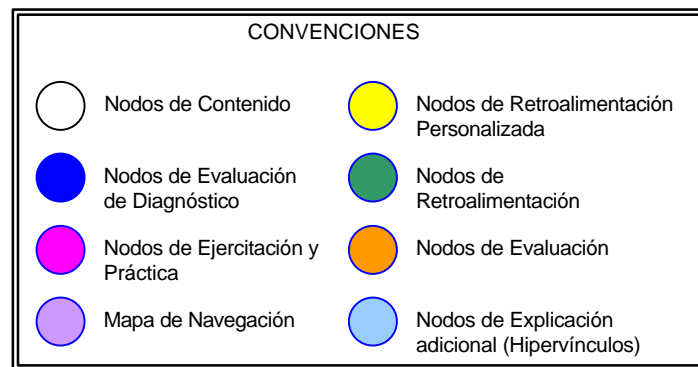 CONVENCIONES
Nodos de Contenido
Nodos de Retroalimentación
Personalizada
Nodos de Evaluación
de Diagnóstico
Nodos de
Retroalimentación
Nodos de Ejercitación y
Práctica
Nodos de Evaluación
Mapa de Navegación
Nodos de Explicación
adicional (Hipervínculos)